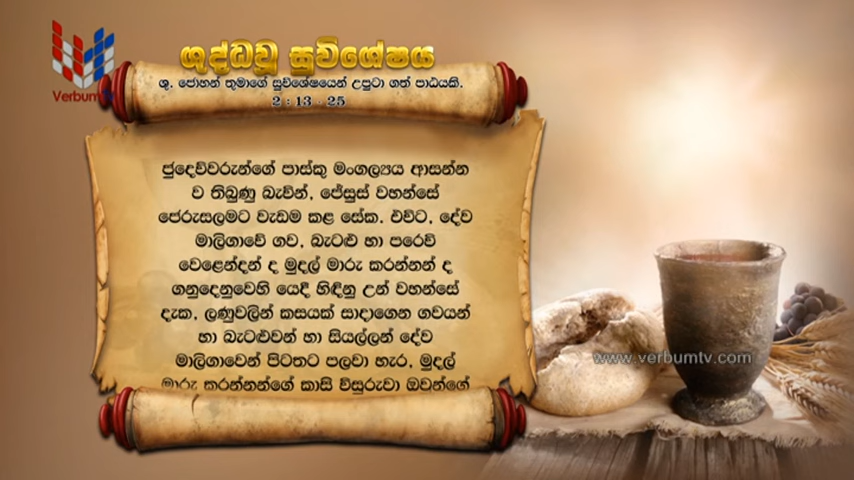 ශුද්ධවූ සුවිශේෂය
Verbum TV
ශු. ජොහන් තුමාගේ සුවිශේෂයෙන් උපුටා ගත් පාඨයකි.
2 : 13 - 25
ජුදෙව්වරුන්ගේ පාස්කු මංගල්‍යය ආසන්න
ව තිබුණු බැවින්, ජේසුස් වහන්සේ
ජෙරුසලමට වැඩම කළ සේක. එවිට, දේව
මාලිගාවේ ගව, බැටළු හා පරෙවි
වෙළෙන්දන් ද මුදල් මාරු කරන්නන් ද
ගනුදෙනුවෙහි යෙදී හිඳිනු උන් වහන්සේ
දැක, ලණුවලින් කසයක් සාදාගෙන ගවයන්
හා බැටළුවන් හා සියල්ලන් දේව
මාලිගාවෙන් පිටතට පලවා හැර, මුදල්
මාරු කරන්නන්ගේ කාසි විසුරුවා ඔවුන්ගේ
www.verbumtv.com